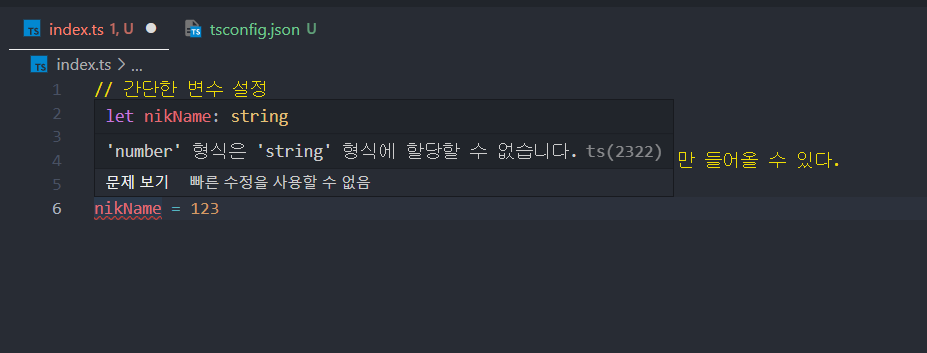 TS index.ts 1, U ● TS tsconfig.json U
TS index.ts > ...
1 // 간단한 변수 설정
2 let nikName: string
3 'number' 형식은 'string' 형식에 할당할 수 없습니다. ts(2322)
4 만 들어올 수 있다.
5 문제 보기 빠른 수정을 사용할 수 없음
6 nikName = 123